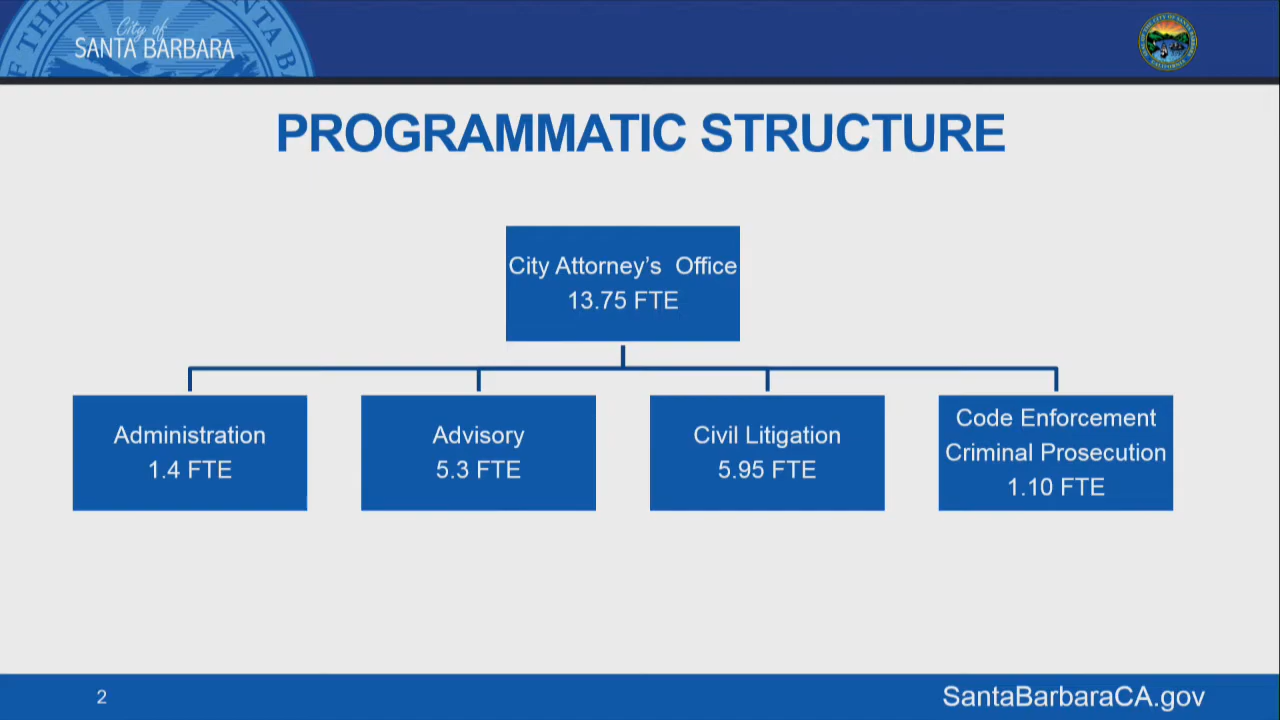 City of
SANTA BARBARA
PROGRAMMATIC STRUCTURE
City Attorney’s  Office
13.75 FTE
Administration
1.4 FTE
Advisory
5.3 FTE
Civil Litigation
5.95 FTE
Code Enforcement
Criminal Prosecution
1.10 FTE
2
SantaBarbaraCA.gov